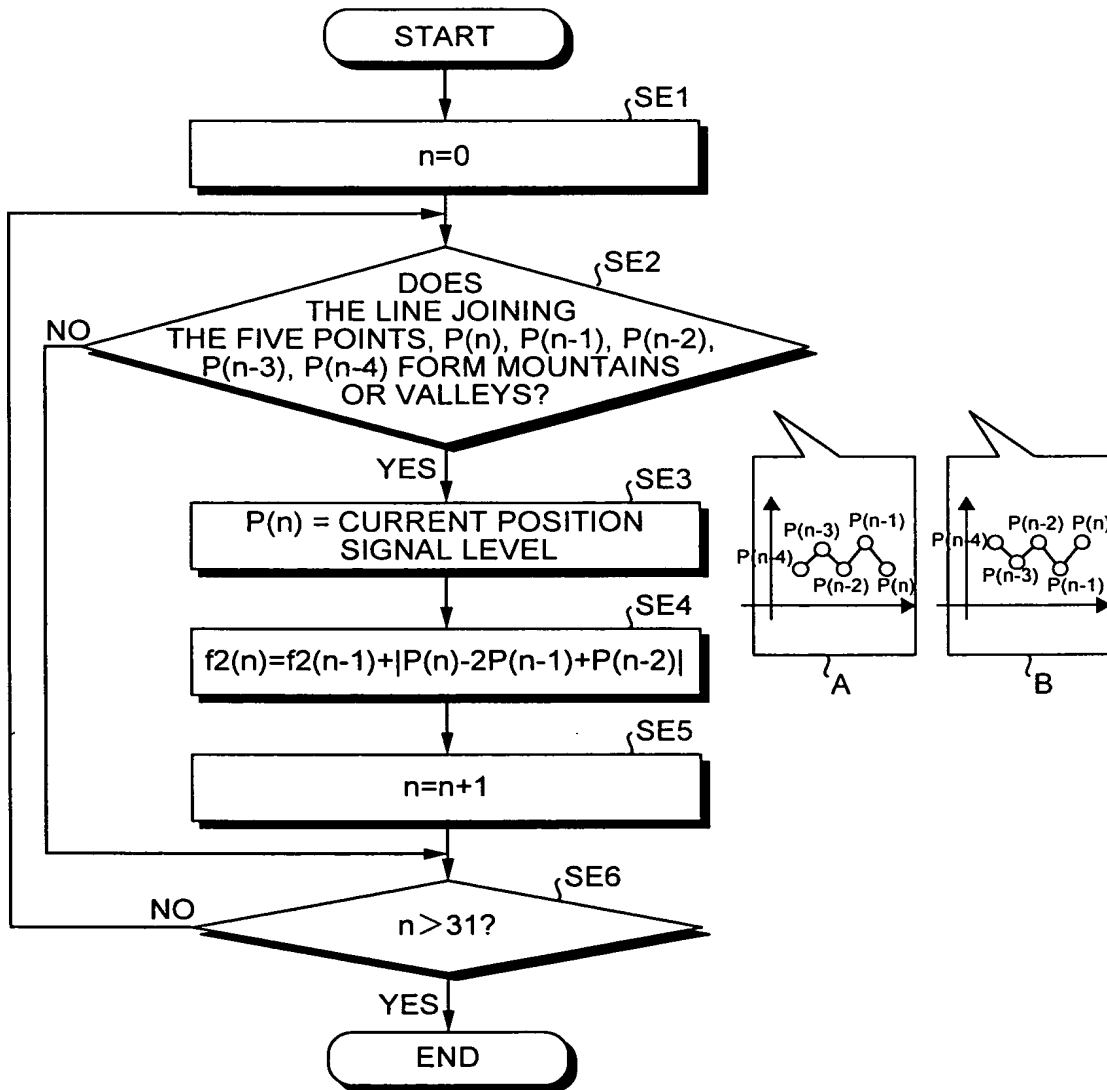 START
SE1
n=0
SE2
DOES
THE LINE JOINING
THE FIVE POINTS, P(n), P(n-1), P(n-2),
P(n-3), P(n-4) FORM MOUNTAINS
OR VALLEYS?
NO
YES
SE3
P(n) = CURRENT POSITION
SIGNAL LEVEL
SE4
f2(n)=f2(n-1)+|P(n)-2P(n-1)+P(n-2)|
SE5
n=n+1
SE6
NO
n>31?
YES
END
P(n-1)
P(n-3)
P(n-4)
P(n-2)
P(n)
A
P(n-2)
P(n)
P(n-4)
P(n-3)
P(n-1)
B